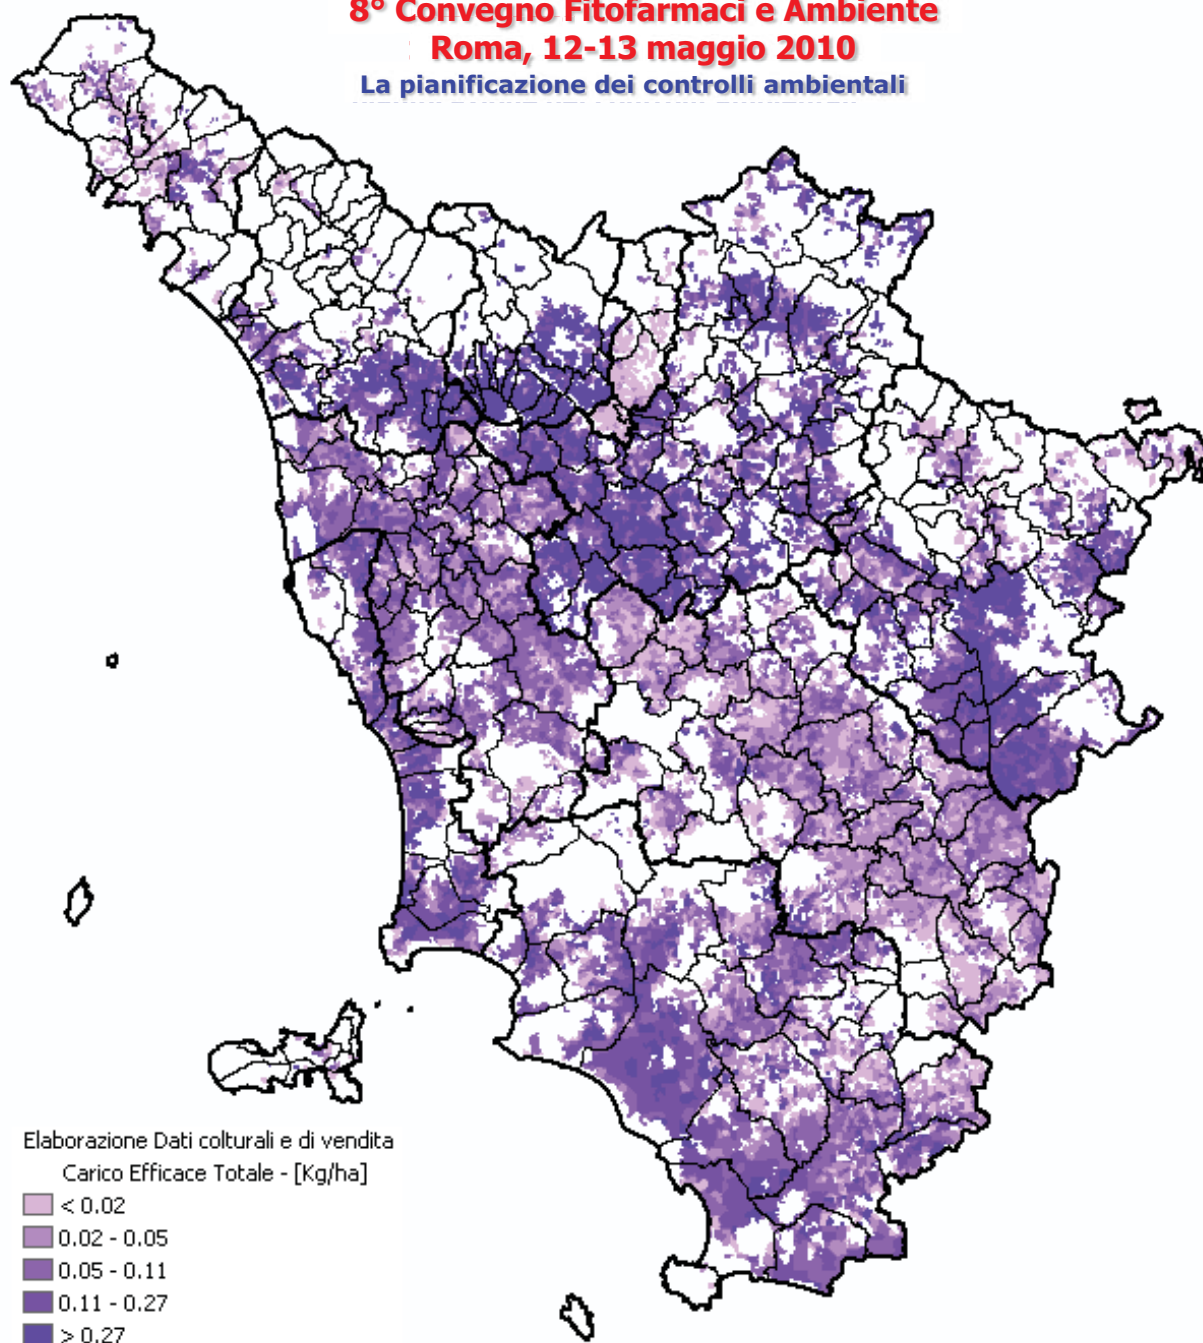 8° Convegno Fitofarmaci e Ambiente
Roma, 12-13 maggio 2010
La pianificazione dei controlli ambientali
Elaborazione Dati colturali e di vendita
Carico Efficace Totale - [Kg/ha]
< 0.02
0.02 - 0.05
0.05 - 0.11
0.11 - 0.27
> 0.27